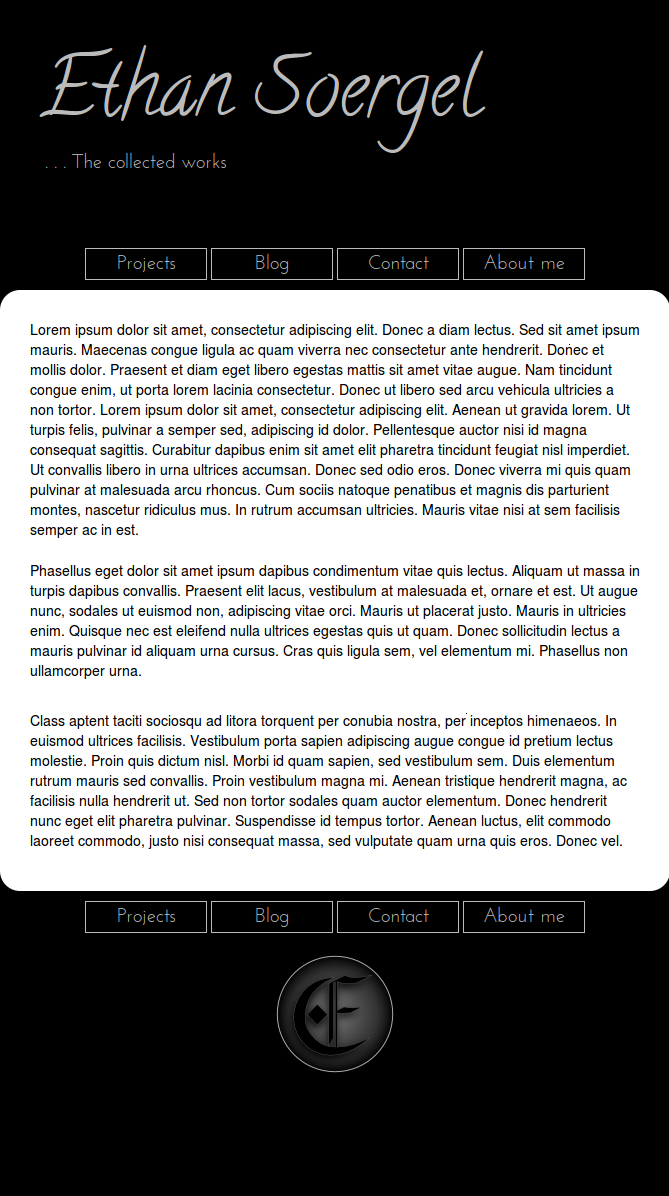 Ethan Soergel
. . . The collected works
Projects Blog Contact About me
Lorem ipsum dolor sit amet, consectetur adipiscing elit. Donec a diam lectus. Sed sit amet ipsum
mauris. Maecenas congue ligula ac quam viverra nec consectetur ante hendrerit. Donec et
mollis dolor. Praesent et diam eget libero egestas mattis sit amet vitae augue. Nam tincidunt
congue enim, ut porta lorem lacinia consectetur. Donec ut libero sed arcu vehicula ultricies a
non tortor. Lorem ipsum dolor sit amet, consectetur adipiscing elit. Aenean ut gravida lorem. Ut
turpis felis, pulvinar a semper sed, adipiscing id dolor. Pellentesque auctor nisi id magna
consequat sagittis. Curabitur dapibus enim sit amet elit pharetra tincidunt feugiat nisl imperdiet.
Ut convallis libero in urna ultrices accumsan. Donec sed odio eros. Donec viverra mi quis quam
pulvinar at malesuada arcu rhoncus. Cum sociis natoque penatibus et magnis dis parturient
montes, nascetur ridiculus mus. In rutrum accumsan ultricies. Mauris vitae nisi at sem facilisis
semper ac in est.
Phasellus eget dolor sit amet ipsum dapibus condimentum vitae quis lectus. Aliquam ut massa in
turpis dapibus convallis. Praesent elit lacus, vestibulum at malesuada et, ornare et est. Ut augue
nunc, sodales ut euismod non, adipiscing vitae orci. Mauris ut placerat justo. Mauris in ultricies
enim. Quisque nec est eleifend nulla ultrices egestas quis ut quam. Donec sollicitudin lectus a
mauris pulvinar id aliquam urna cursus. Cras quis ligula sem, vel elementum mi. Phasellus non
ullamcorper urna.
Class aptent taciti sociosqu ad litora torquent per conubia nostra, per inceptos himenaeos. In
euismod ultrices facilisis. Vestibulum porta sapien adipiscing augue congue id pretium lectus
molestie. Proin quis dictum nisl. Morbi id quam sapien, sed vestibulum sem. Duis elementum
rutrum mauris sed convallis. Proin vestibulum magna mi. Aenean tristique hendrerit magna, ac
facilisis nulla hendrerit ut. Sed non tortor sodales quam auctor elementum. Donec hendrerit
nunc eget elit pharetra pulvinar. Suspendisse id tempus tortor. Aenean luctus, elit commodo
laoreet commodo, justo nisi consequat massa, sed vulputate quam urna quis eros. Donec vel.
Projects Blog Contact About me
E